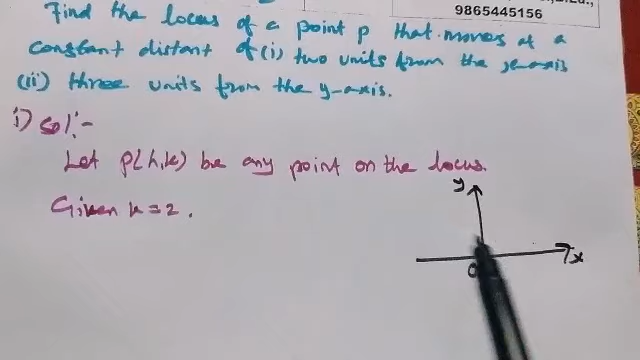 9865445156
Find the locus of a point P that moves at a
constant distant of (i) two units from the x-axis
(ii) three units from the y-axis.
i) Sol:-
Let P(h,k) be any point on the locus.
Given k=2.
y
x
0